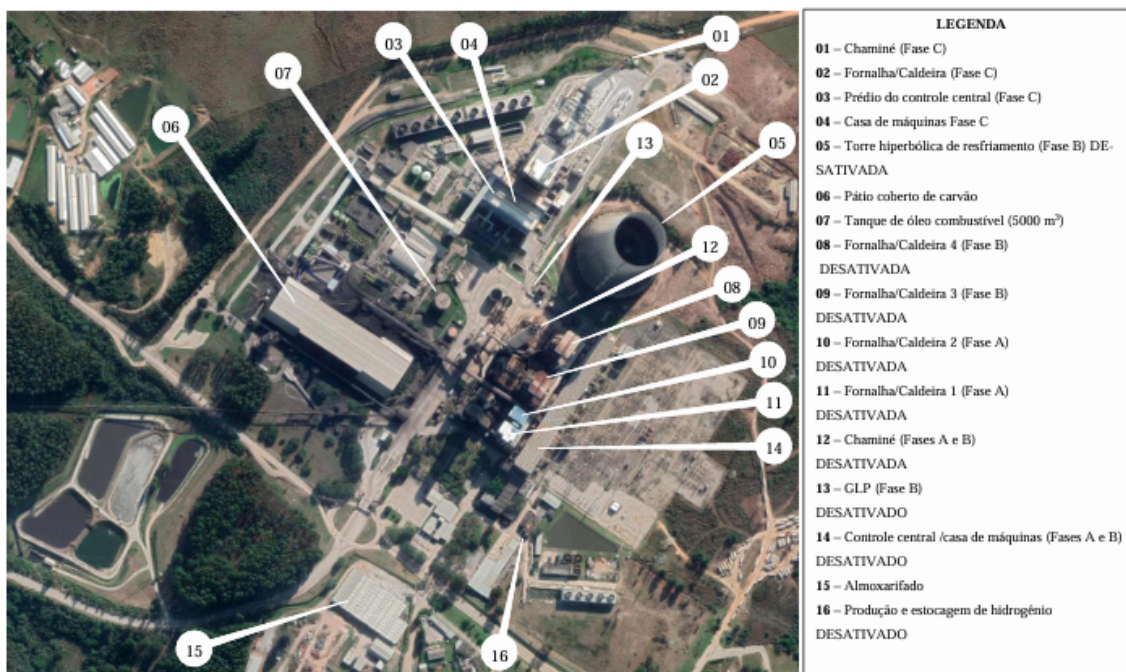 01
04
03
02
07
13
05
06
12
08
09
10
11
14
15
16
LEGENDA
01 – Chaminé (Fase C)
02 – Fornalha/Caldeira (Fase C)
03 – Prédio do controle central (Fase C)
04 – Casa de máquinas Fase C
05 – Torre hiperbólica de resfriamento (Fase B) DE-
SATIVADA
06 – Pátio coberto de carvão
07 – Tanque de óleo combustível (5000 m³)
08 – Fornalha/Caldeira 4 (Fase B)
DESATIVADA
09 – Fornalha/Caldeira 3 (Fase B)
DESATIVADA
10 – Fornalha/Caldeira 2 (Fase A)
DESATIVADA
11 – Fornalha/Caldeira 1 (Fase A)
DESATIVADA
12 – Chaminé (Fases A e B)
DESATIVADA
13 – GLP (Fase B)
DESATIVADO
14 – Controle central /casa de máquinas (Fases A e B)
DESATIVADO
15 – Almoxarifado
16 – Produção e estocagem de hidrogênio
DESATIVADO